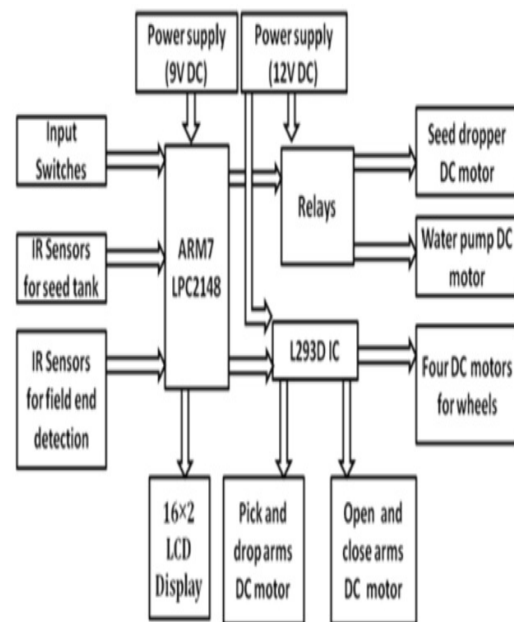 Power supply
(9V DC)
Power supply
(12V DC)
Input
Switches
Seed dropper
DC motor
ARM7
LPC2148
Relays
IR Sensors
for seed tank
Water pump DC
motor
IR Sensors
for field end
detection
L293D IC
Four DC motors
for wheels
16×2
LCD
Display
Pick and
drop arms
DC motor
Open and
close arms
DC motor